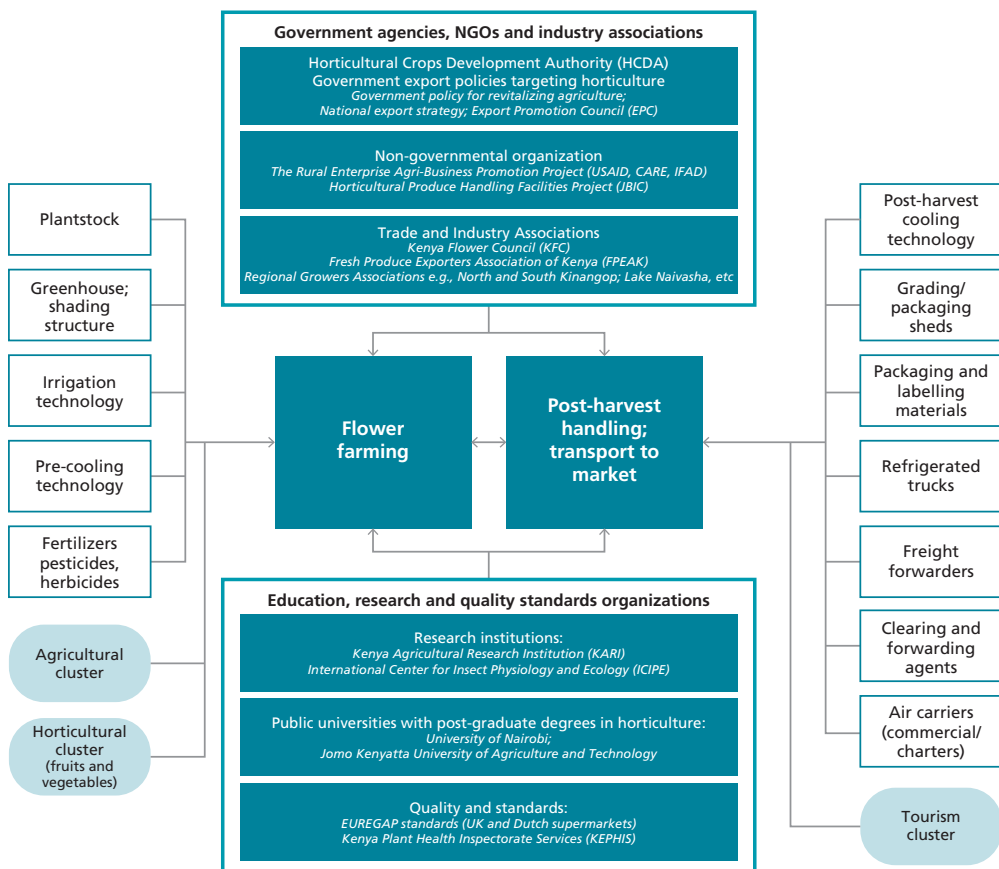 Government agencies, NGOs and industry associations
Horticultural Crops Development Authority (HCDA)
Government export policies targeting horticulture
Government policy for revitalizing agriculture;
National export strategy; Export Promotion Council (EPC)
Non-governmental organization
The Rural Enterprise Agri-Business Promotion Project (USAID, CARE, IFAD)
Horticultural Produce Handling Facilities Project (JBIC)
Trade and Industry Associations
Kenya Flower Council (KFC)
Fresh Produce Exporters Association of Kenya (FPEAK)
Regional Growers Associations e.g., North and South Kinangop; Lake Naivasha, etc
Plantstock
Greenhouse;
shading
structure
Irrigation
technology
Pre-cooling
technology
Fertilizers
pesticides,
herbicides
Agricultural
cluster
Horticultural
cluster
(fruits and
vegetables)
Flower
farming
Post-harvest
handling;
transport to
market
Post-harvest
cooling
technology
Grading/
packaging
sheds
Packaging and
labelling
materials
Refrigerated
trucks
Freight
forwarders
Clearing and
forwarding
agents
Air carriers
(commercial/
charters)
Tourism
cluster
Education, research and quality standards organizations
Research institutions:
Kenya Agricultural Research Institution (KARI)
International Center for Insect Physiology and Ecology (ICIPE)
Public universities with post-graduate degrees in horticulture:
University of Nairobi;
Jomo Kenyatta University of Agriculture and Technology
Quality and standards:
EUREGAP standards (UK and Dutch supermarkets)
Kenya Plant Health Inspectorate Services (KEPHIS)